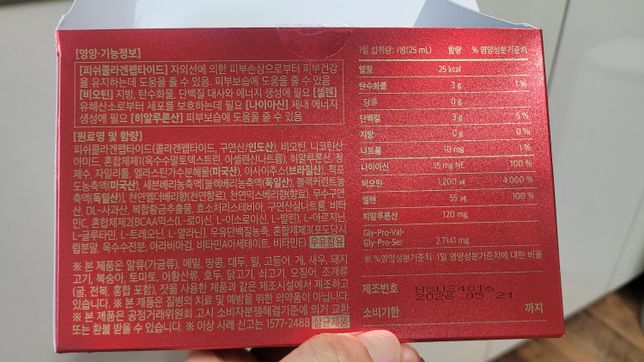 [영양·기능정보]
[피쉬콜라겐펩타이드] 자외선에 의한 피부손상으로부터 피부건강
을 유지하는데 도움을 줄 수 있음, 피부보습에 도움을 줄 수 있음
[비오틴] 지방, 탄수화물, 단백질 대사와 에너지 생성에 필요 [셀렌]
유해산소로부터 세포를 보호하는데 필요 [나이아신] 체내 에너지
생성에 필요 [히알루론산] 피부보습에 도움을 줄 수 있음
[원료명 및 함량]
피쉬콜라겐펩타이드(콜라겐펩타이드, 구연산/인도산), 비오틴, 니코틴산
아미드, 혼합제제1(옥수수말토덱스트린, 아셀렌산나트륨), 히알루론산, 정
제수, 자일리톨, 엘라스틴가수분해물(미국산), 아사이주스(브라질산), 적포
도농축액(미국산), 세븐베리농축액[블랙베리농축액(독일산), 블랙커런트농
축액(독일산)], 천연엘더베리향(천연향료), 천연믹스베리향(향료), 무수구연
산, DL-사과산, 복합황금추출물, 효소처리스테비아, 구연산삼나트륨, 비타
민C, 혼합제제2[BCAA믹스(L-로이신, L-이소로이신, L-발린), L-아르지닌,
L-글루타민, L-트레오닌, L-알라닌], 우유단백질농축, 혼합제제3(포도당시
럽분말, 옥수수전분, 아라비아검, 비타민A아세테이트, 비타민E) 우유함유
※ 본 제품은 알류(가금류), 메밀, 땅콩, 대두, 밀, 고등어, 게, 새우, 돼지
고기, 복숭아, 토마토, 아황산류, 호두, 닭고기, 쇠고기, 오징어, 조개류
(굴, 전복, 홍합 포함), 잣을 사용한 제품과 같은 제조시설에서 제조하고
있습니다. ※ 본 제품은 질병의 치료 및 예방을 위한 의약품이 아닙니다
※ 본 제품은 공정거래위원회 고시 소비자분쟁해결기준에 의거 교환
또는 환불 받을 수 있습니다. ※ 이상 사례 신고는 1577-2488 살균제품
1일 섭취량: 1병(25 mL) 함량 % 영양성분기준치
열량 25 kcal
탄수화물 3 g 1 %
당류 0 g
단백질 3 g 5 %
지방 0 g 0 %
나트륨 10 mg 1 %
나이아신 15 mg NE 100 %
비오틴 1,200 μg 4000 %
셀렌 55 μg 100 %
히알루론산 120 mg
Gly-Pro-Val·
Gly-Pro-Ser 2.7141 mg
※ %영양성분기준치: 1일 영양성분기준치에 대한 비율
제조번호 HSU24016
2026.05.21
소비기한 까지